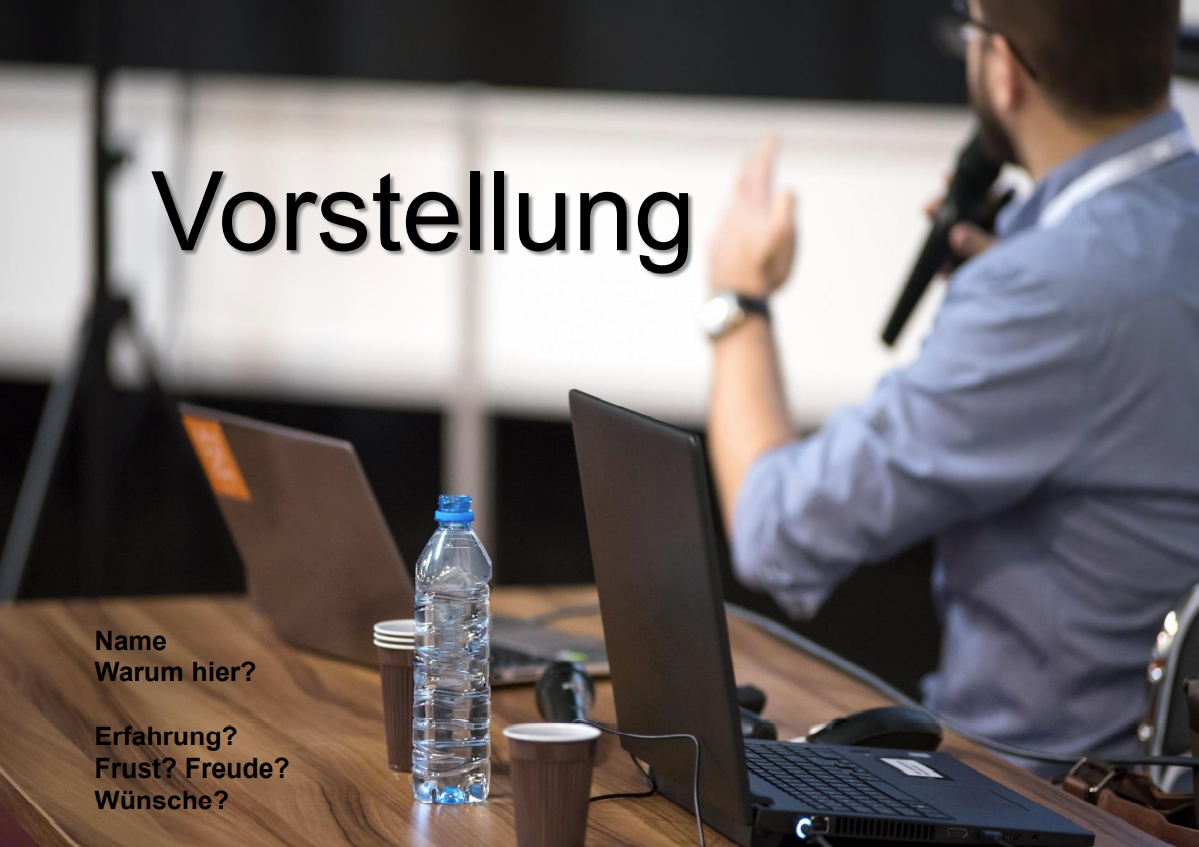 Vorstellung
Name
Warum hier?
Erfahrung?
Frust? Freude?
Wünsche?